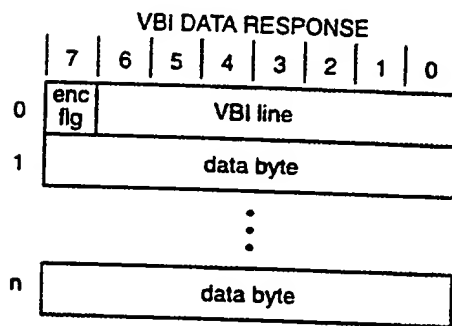 VBI DATA RESPONSE
7 6 5 4 3 2 1 0
0 enc flg VBI line
1 data byte
n data byte